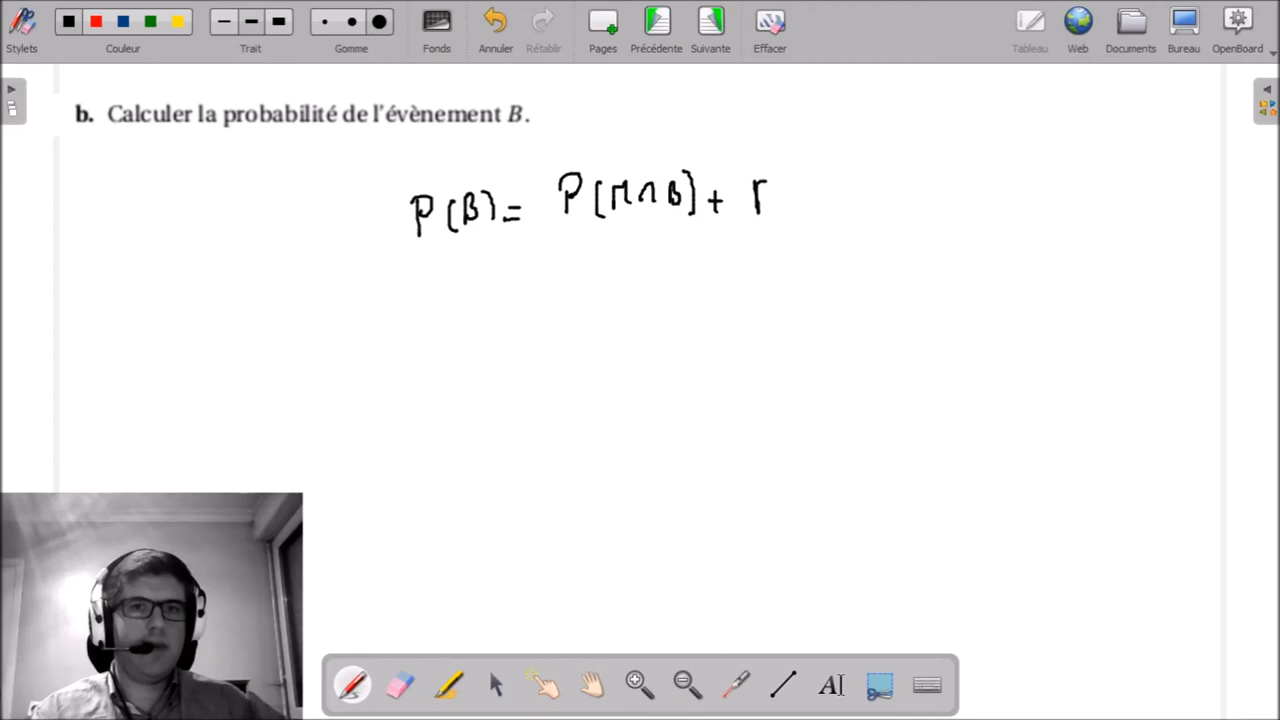 Stylets Couleur Trait Gomme Fonds Annuler Rétablir Pages Précédente Suivante Effacer Tableau Web Documents Bureau OpenBoard
b. Calculer la probabilité de l'évènement B.
P(B) = P(M∩B) +
AI